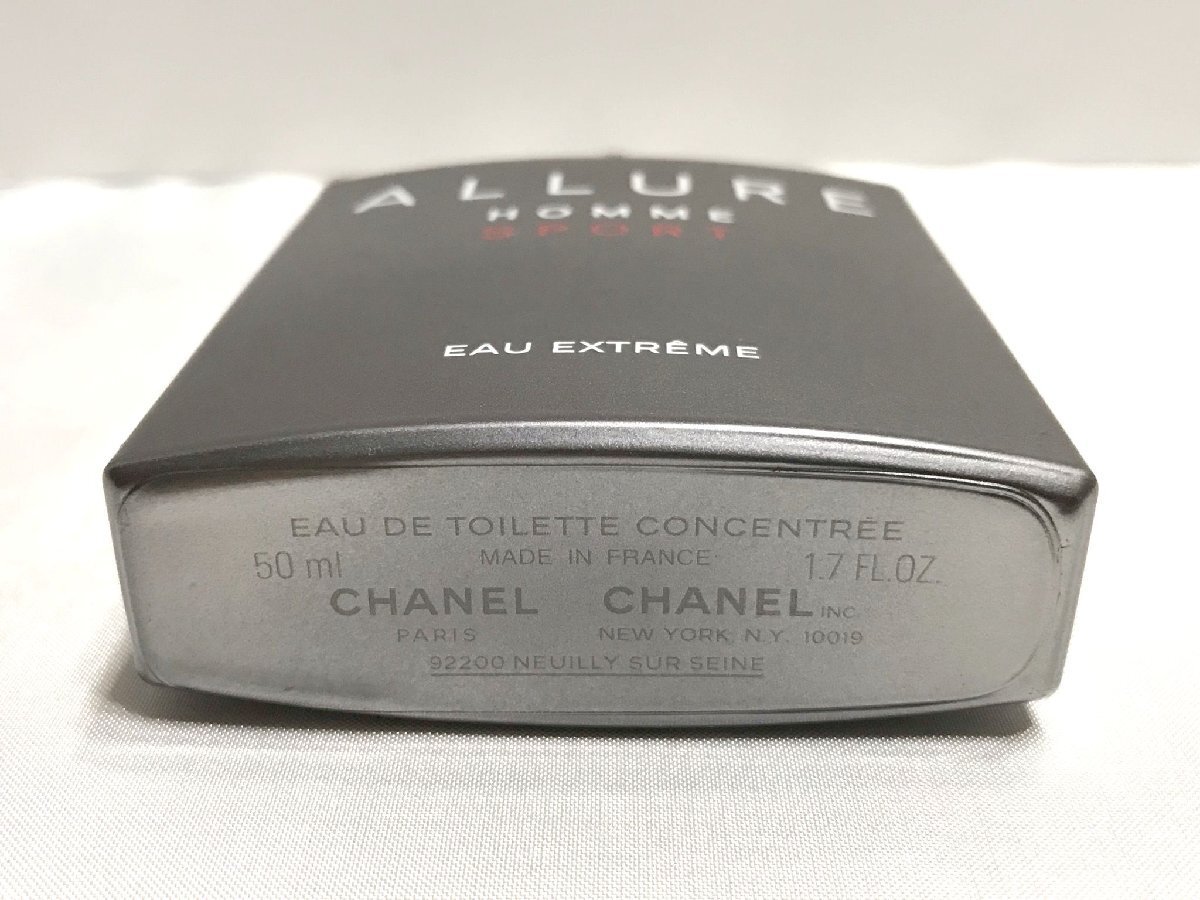 ALLURE
HOMME
SPORT
EAU EXTRÊME
EAU DE TOILETTE CONCENTRÉE
50 ml MADE IN FRANCE 1.7 FL.OZ.
CHANEL CHANEL INC.
PARIS NEW YORK, N.Y. 10019
92200 NEUILLY SUR SEINE